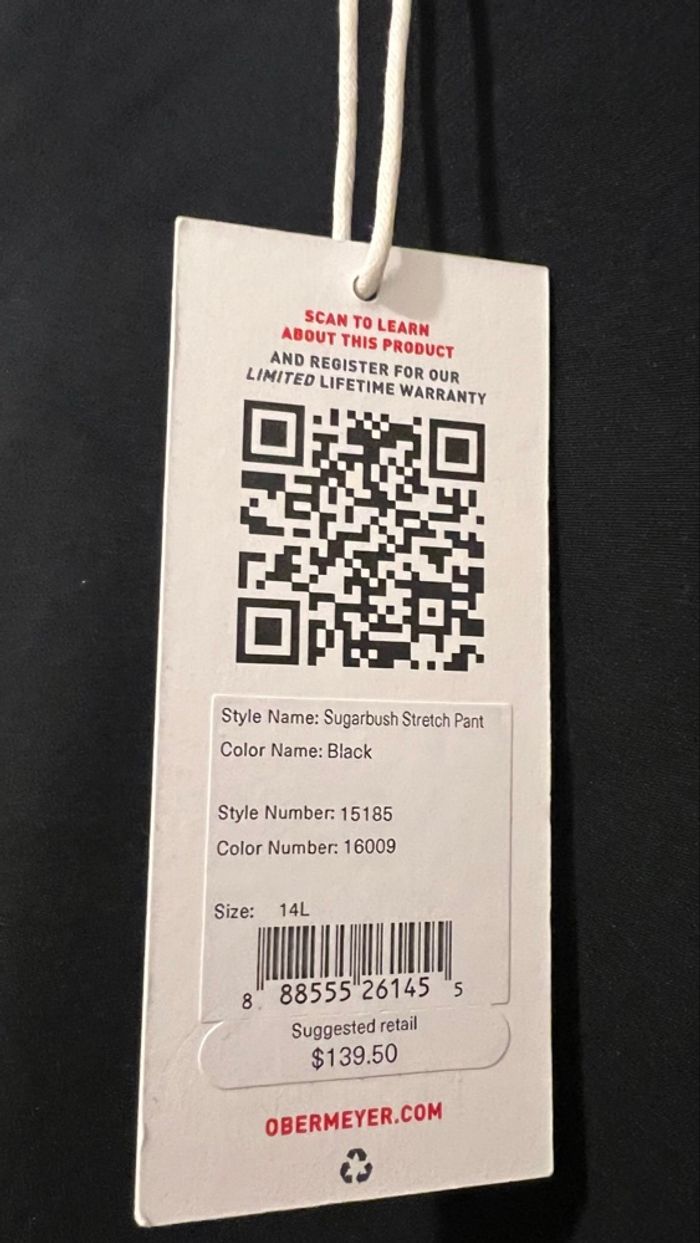 SCAN TO LEARN
ABOUT THIS PRODUCT
AND REGISTER FOR OUR
LIMITED LIFETIME WARRANTY
Style Name: Sugarbush Stretch Pant
Color Name: Black
Style Number: 15185
Color Number: 16009
Size: 14L
8 88555 26145 5
Suggested retail
$139.50
OBERMEYER.COM